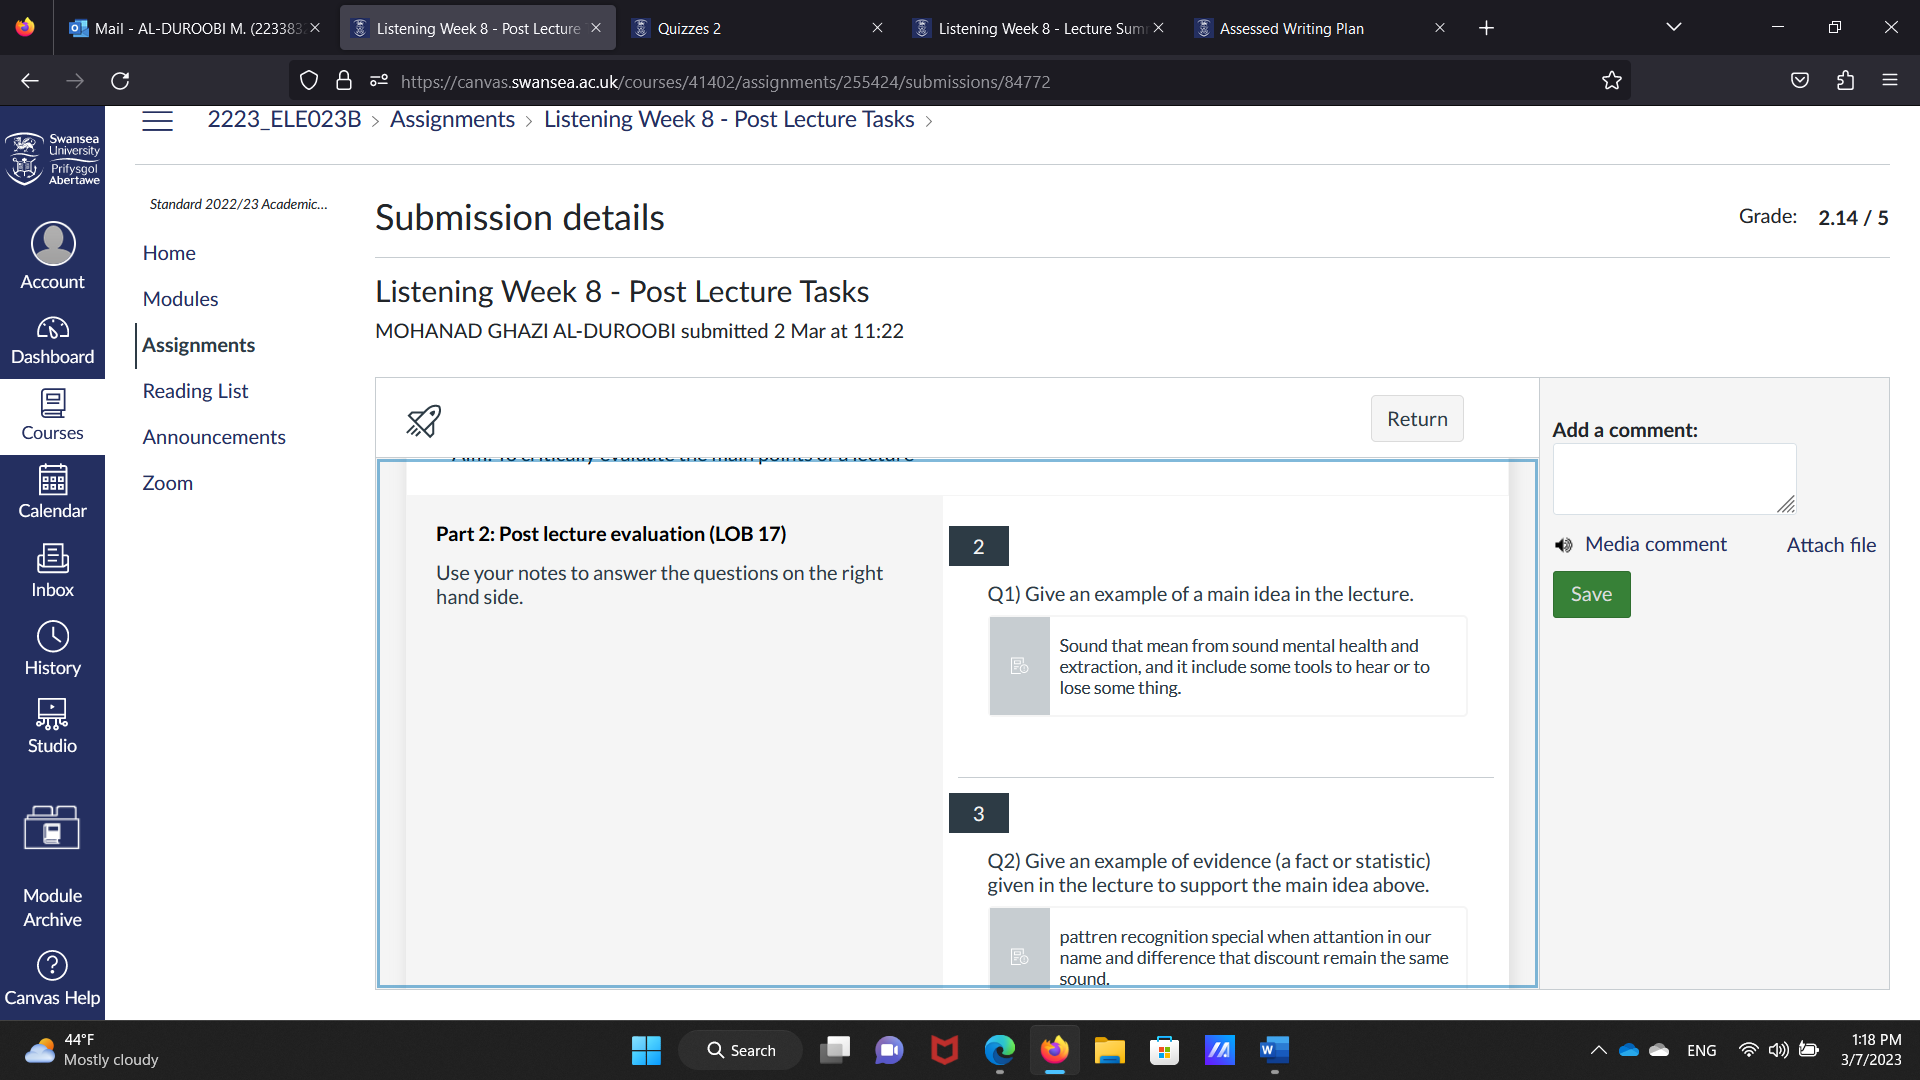 Mail - AL-DUROOBI M. (223383
Listening Week 8 - Post Lecture
Quizzes 2
Listening Week 8 - Lecture Sum
Assessed Writing Plan
https://canvas.swansea.ac.uk/courses/41402/assignments/255424/submissions/84772
2223_ELE023B > Assignments > Listening Week 8 - Post Lecture Tasks >
Swansea
University
Prifysgol
Abertawe
Account
Dashboard
Courses
Calendar
Inbox
History
Studio
Module
Archive
Canvas Help
Standard 2022/23 Academic...
Home
Modules
Assignments
Reading List
Announcements
Zoom
Submission details
Grade: 2.14 / 5
Listening Week 8 - Post Lecture Tasks
MOHANAD GHAZI AL-DUROOBI submitted 2 Mar at 11:22
Return
Aim: To critically evaluate the main points of a lecture
Part 2: Post lecture evaluation (LOB 17)
Use your notes to answer the questions on the right
hand side.
2
Q1) Give an example of a main idea in the lecture.
Sound that mean from sound mental health and
extraction, and it include some tools to hear or to
lose some thing.
3
Q2) Give an example of evidence (a fact or statistic)
given in the lecture to support the main idea above.
pattren recognition special when attantion in our
name and difference that discount remain the same
sound.
Add a comment:
Media comment
Attach file
Save
44°F
Mostly cloudy
Search
ENG
1:18 PM
3/7/2023